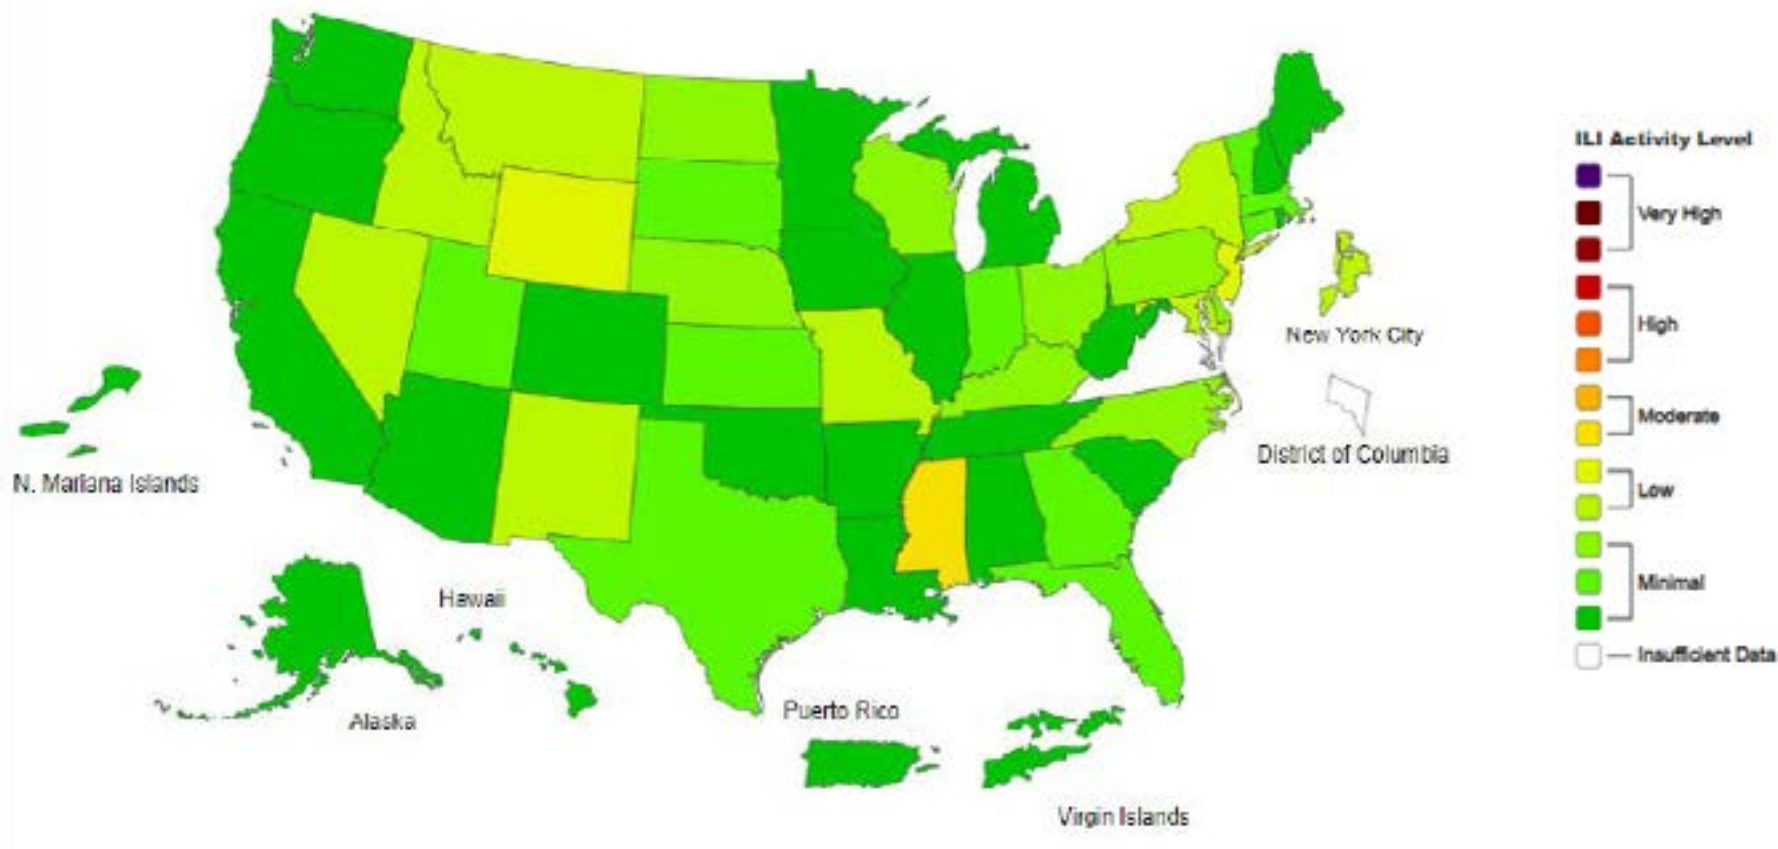 ILI Activity Level
Very High
High
Moderate
Low
Minimal
Insufficient Data
New York City
District of Columbia
N. Mariana Islands
Hawaii
Alaska
Puerto Rico
Virgin Islands